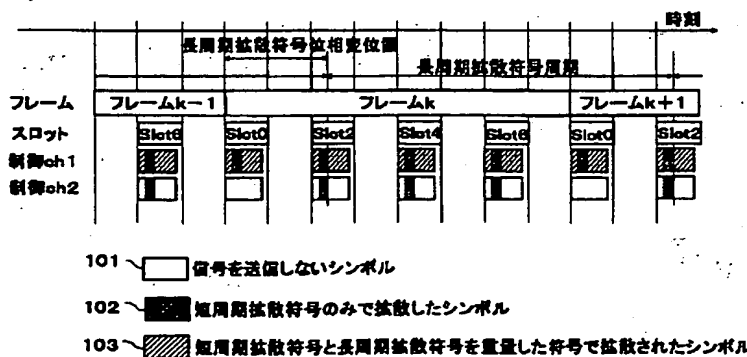 時刻
長周期拡散符号位相変位置
長周期拡散符号周期
フレーム フレームk-1 フレームk フレームk+1
スロット Slot6 Slot0 Slot2 Slot4 Slot6 Slot0 Slot2
制御ch1
制御ch2
101 信号を送信しないシンボル
102 短周期拡散符号のみで拡散したシンボル
103 短周期拡散符号と長周期拡散符号を重畳した符号で拡散されたシンボル